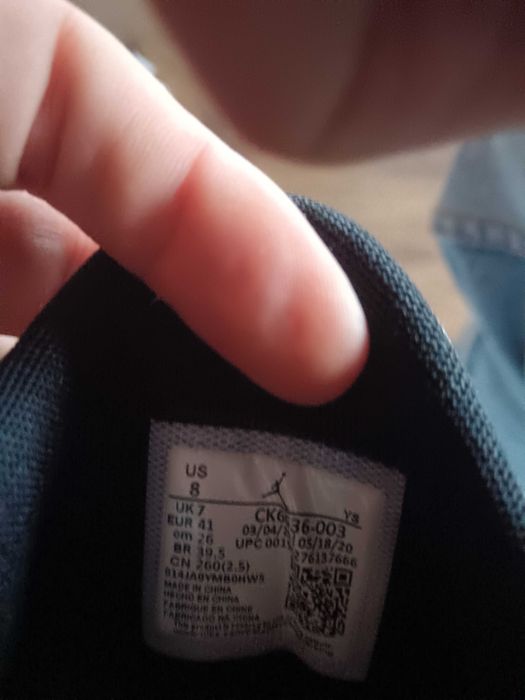 US
8
YS
UK 7
CK6 36-003
EUR 41
03/04/ 05/18/20
cm 26
UPC 001 276137666
BR 39,5
CN 260(2.5)
MADE IN CHINA
HECHO EN CHINA
FABRIQUE EN CHINE
FABRICADO NA CHINA